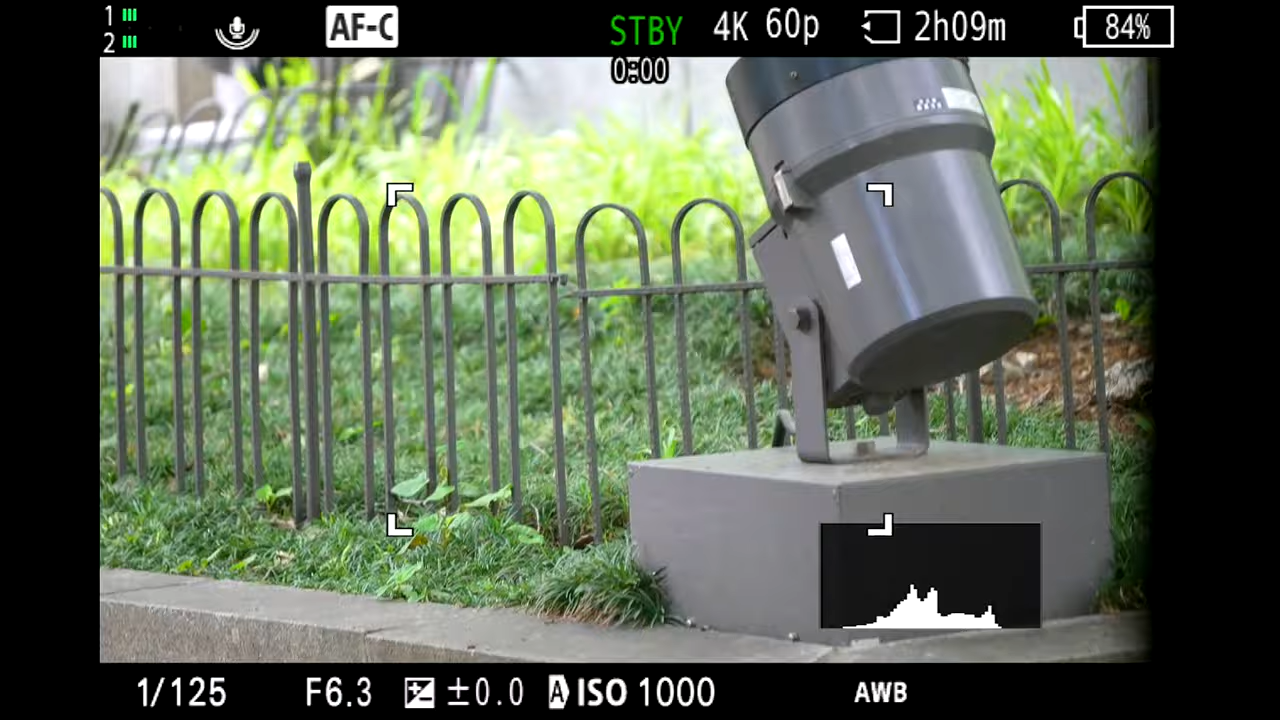 1
2
AF-C
STBY 4K 60p 2h09m 84%
0:00
1/125 F6.3 ±0.0 A ISO 1000 AWB